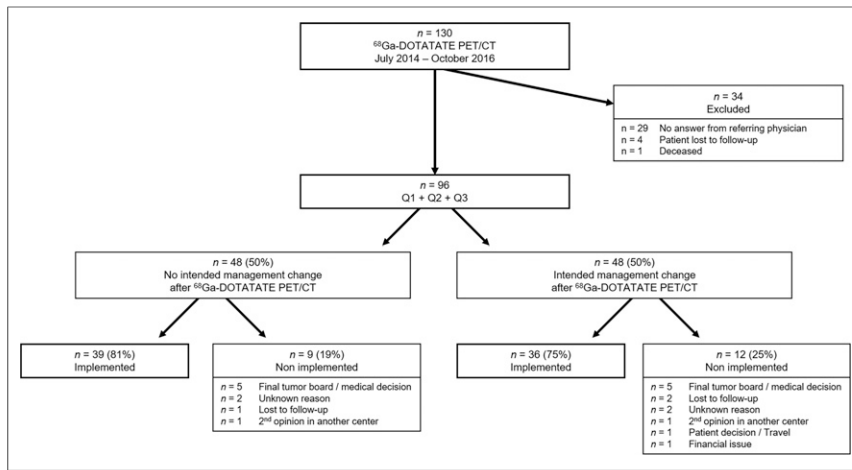 n = 130
⁶⁸Ga-DOTATATE PET/CT
July 2014 – October 2016
n = 34
Excluded
n = 29 No answer from referring physician
n = 4 Patient lost to follow-up
n = 1 Deceased
n = 96
Q1 + Q2 + Q3
n = 48 (50%)
No intended management change
after ⁶⁸Ga-DOTATATE PET/CT
n = 48 (50%)
Intended management change
after ⁶⁸Ga-DOTATATE PET/CT
n = 39 (81%)
Implemented
n = 9 (19%)
Non implemented
n = 5 Final tumor board / medical decision
n = 2 Unknown reason
n = 1 Lost to follow-up
n = 1 2nd opinion in another center
n = 36 (75%)
Implemented
n = 12 (25%)
Non implemented
n = 5 Final tumor board / medical decision
n = 2 Lost to follow-up
n = 2 Unknown reason
n = 1 2nd opinion in another center
n = 1 Patient decision / Travel
n = 1 Financial issue